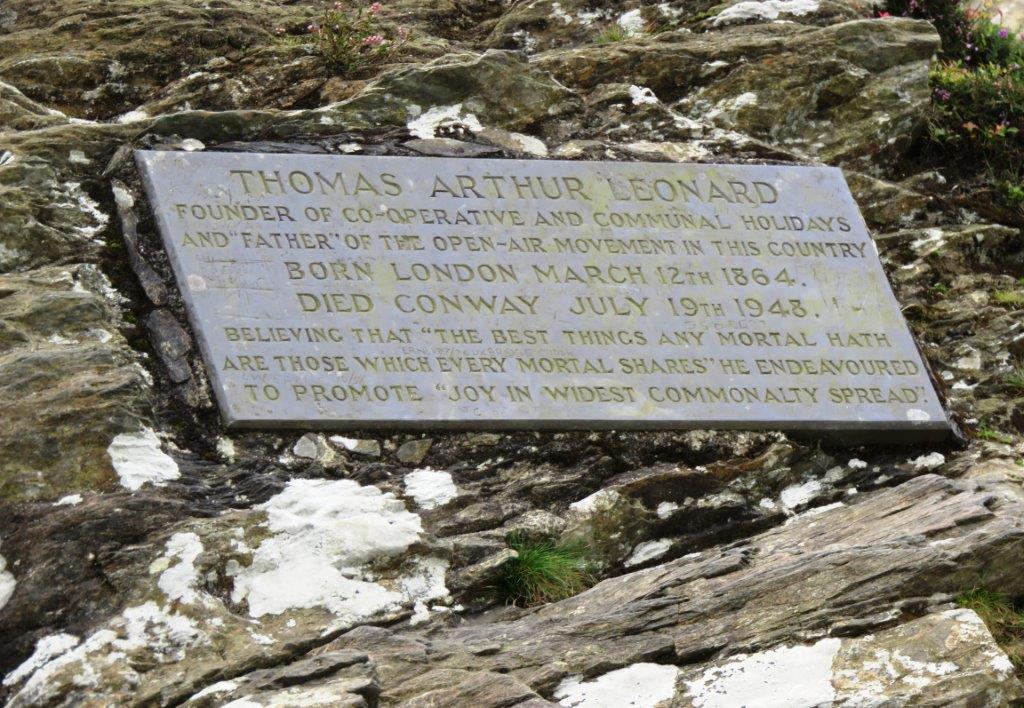 THOMAS ARTHUR LEONARD
FOUNDER OF CO-OPERATIVE AND COMMUNAL HOLIDAYS
AND "FATHER" OF THE OPEN-AIR MOVEMENT IN THIS COUNTRY
BORN LONDON MARCH 12TH 1864.
DIED CONWAY JULY 19TH 1948.
BELIEVING THAT "THE BEST THINGS ANY MORTAL HATH
ARE THOSE WHICH EVERY MORTAL SHARES" HE ENDEAVOURED
TO PROMOTE "JOY IN WIDEST COMMONALTY SPREAD"